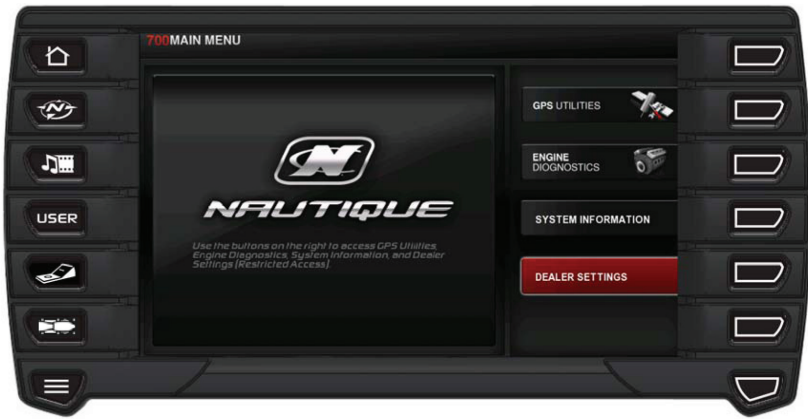 700MAIN MENU
GPS UTILITIES
ENGINE
DIOGNOSTICS
USER
NAUTIQUE
SYSTEM INFORMATION
Use the buttons on the right to access GPS Utilities,
Engine Diagnostics, System Information, and Dealer
Settings (Restricted Access).
DEALER SETTINGS